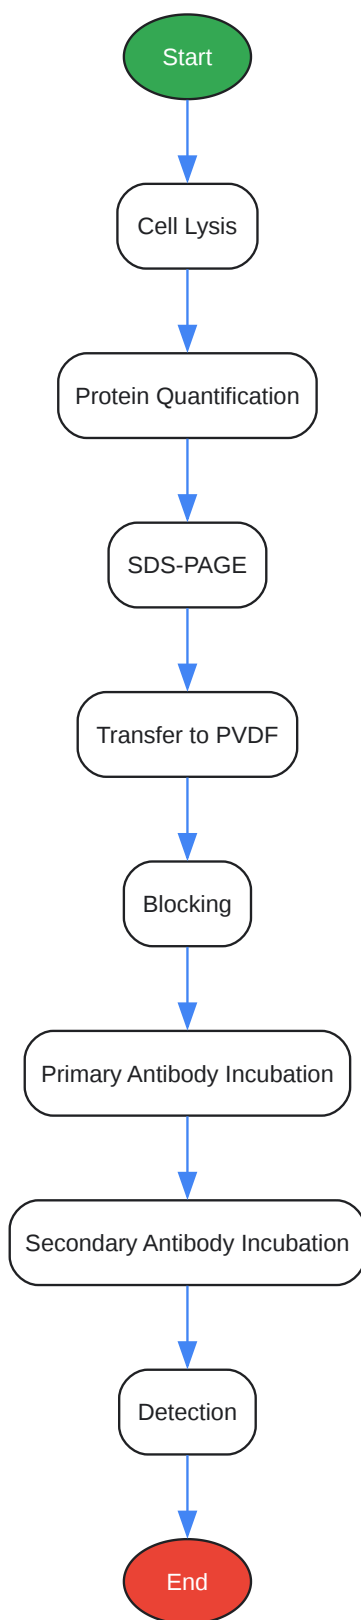 Start
Cell Lysis
Protein Quantification
SDS-PAGE
Transfer to PVDF
Blocking
Primary Antibody Incubation
Secondary Antibody Incubation
Detection
End